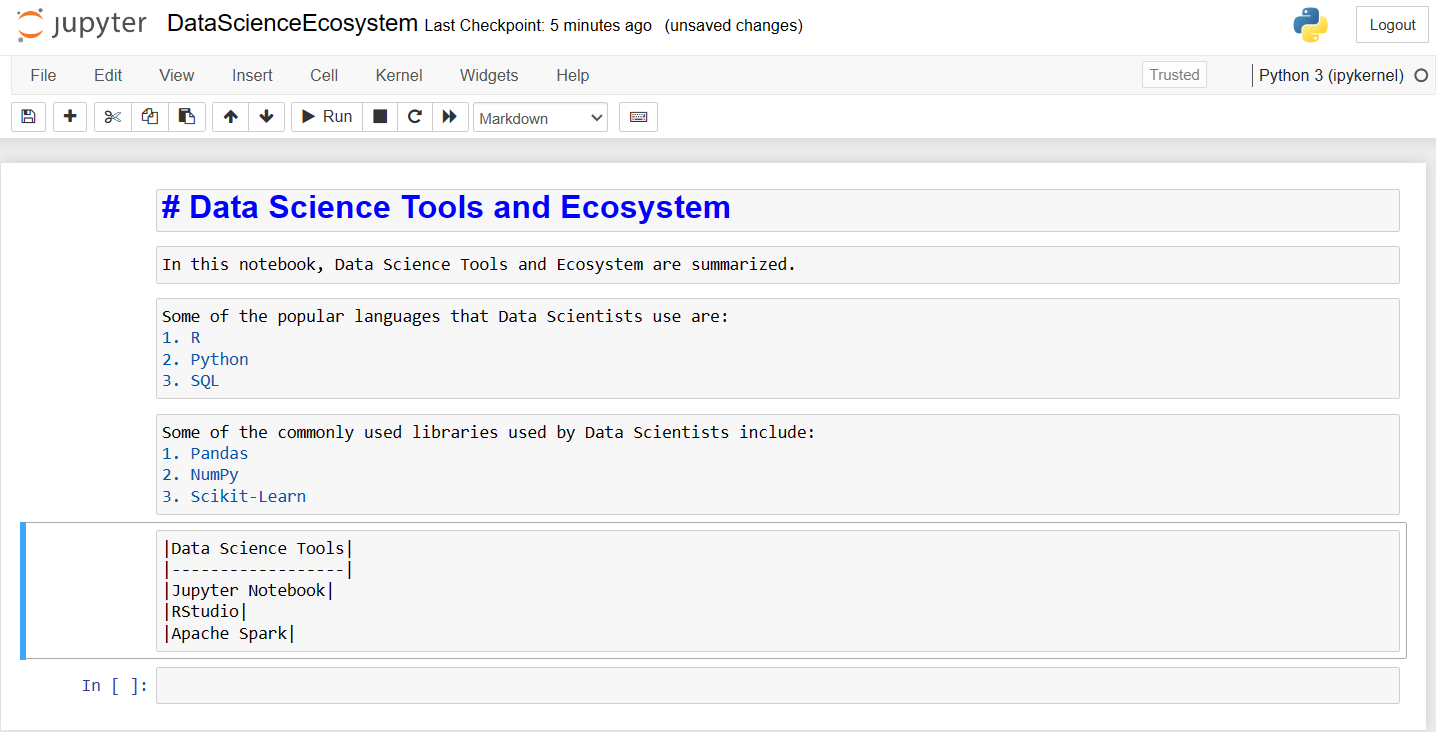 jupyter DataScienceEcosystem Last Checkpoint: 5 minutes ago (unsaved changes) Logout
File Edit View Insert Cell Kernel Widgets Help Trusted Python 3 (ipykernel)
Run Markdown
# Data Science Tools and Ecosystem
In this notebook, Data Science Tools and Ecosystem are summarized.
Some of the popular languages that Data Scientists use are:
1. R
2. Python
3. SQL
Some of the commonly used libraries used by Data Scientists include:
1. Pandas
2. NumPy
3. Scikit-Learn
|Data Science Tools|
|------------------|
|Jupyter Notebook|
|RStudio|
|Apache Spark|
In [ ]: